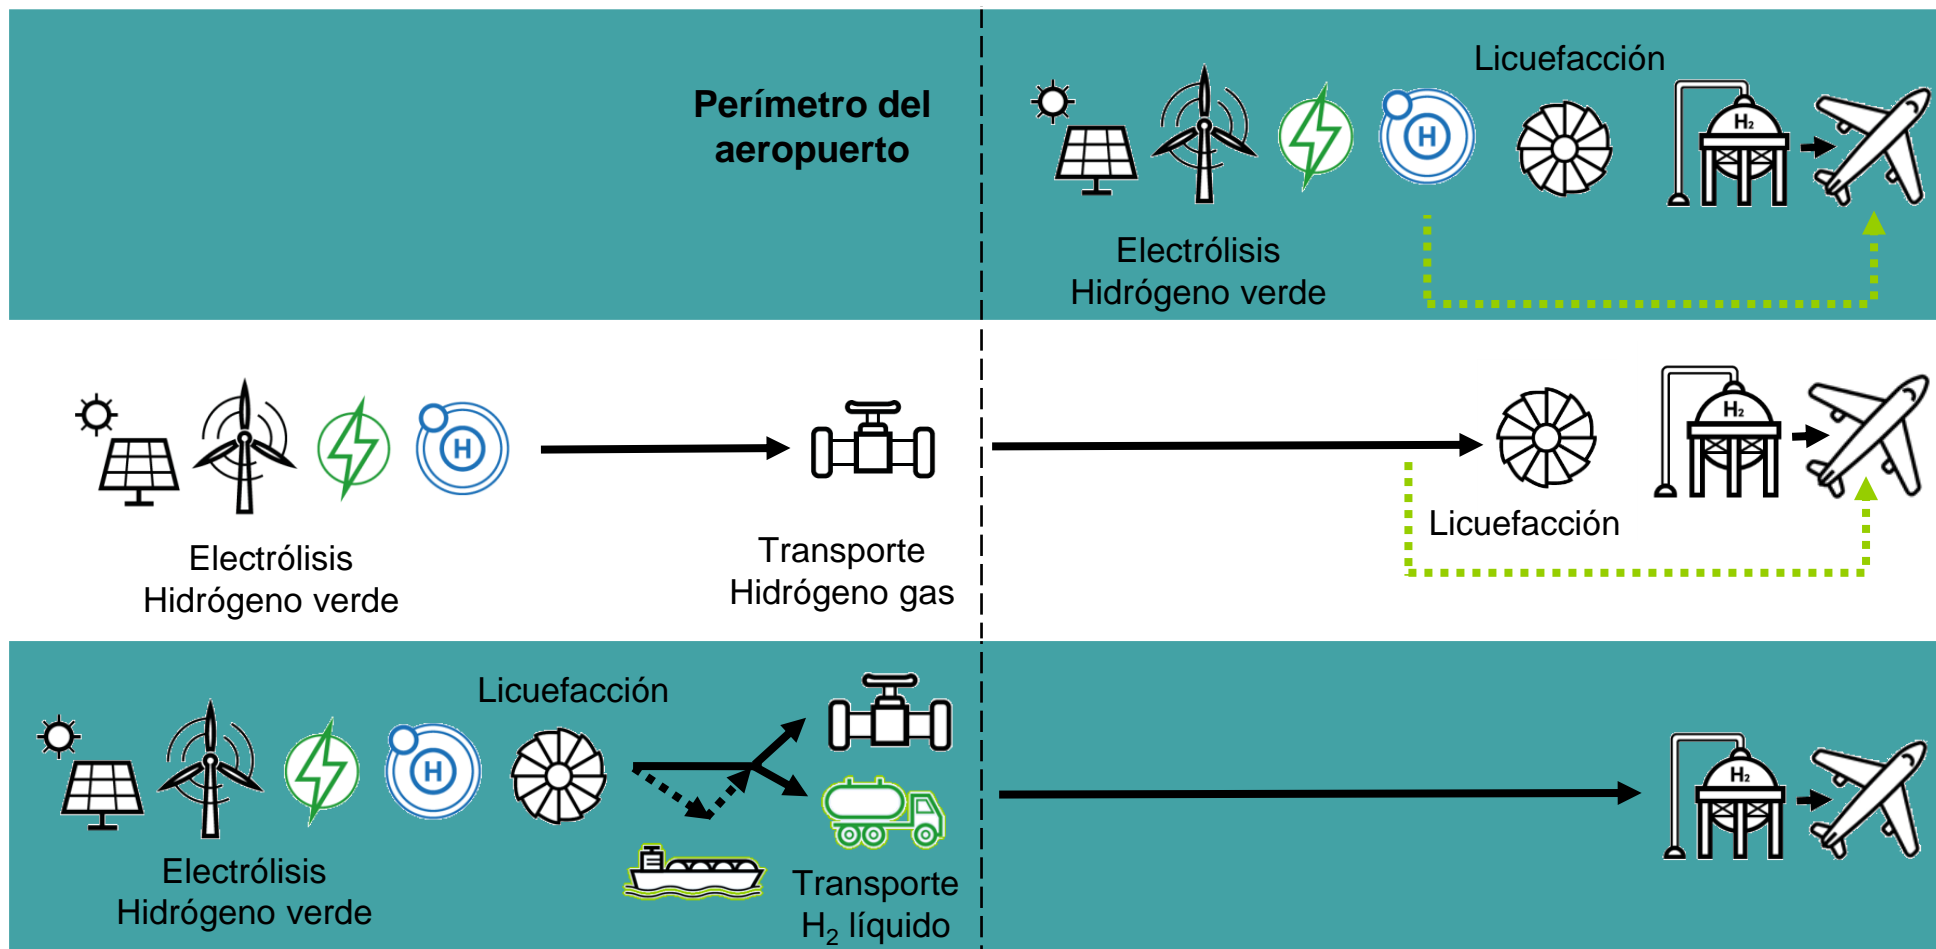 Licuefacción
Perímetro del
aeropuerto
H
H2
Electrólisis
Hidrógeno verde
H
H2
Licuefacción
Electrólisis
Hidrógeno verde
Transporte
Hidrógeno gas
Licuefacción
H
H2
Electrólisis
Hidrógeno verde
Transporte
H2 líquido